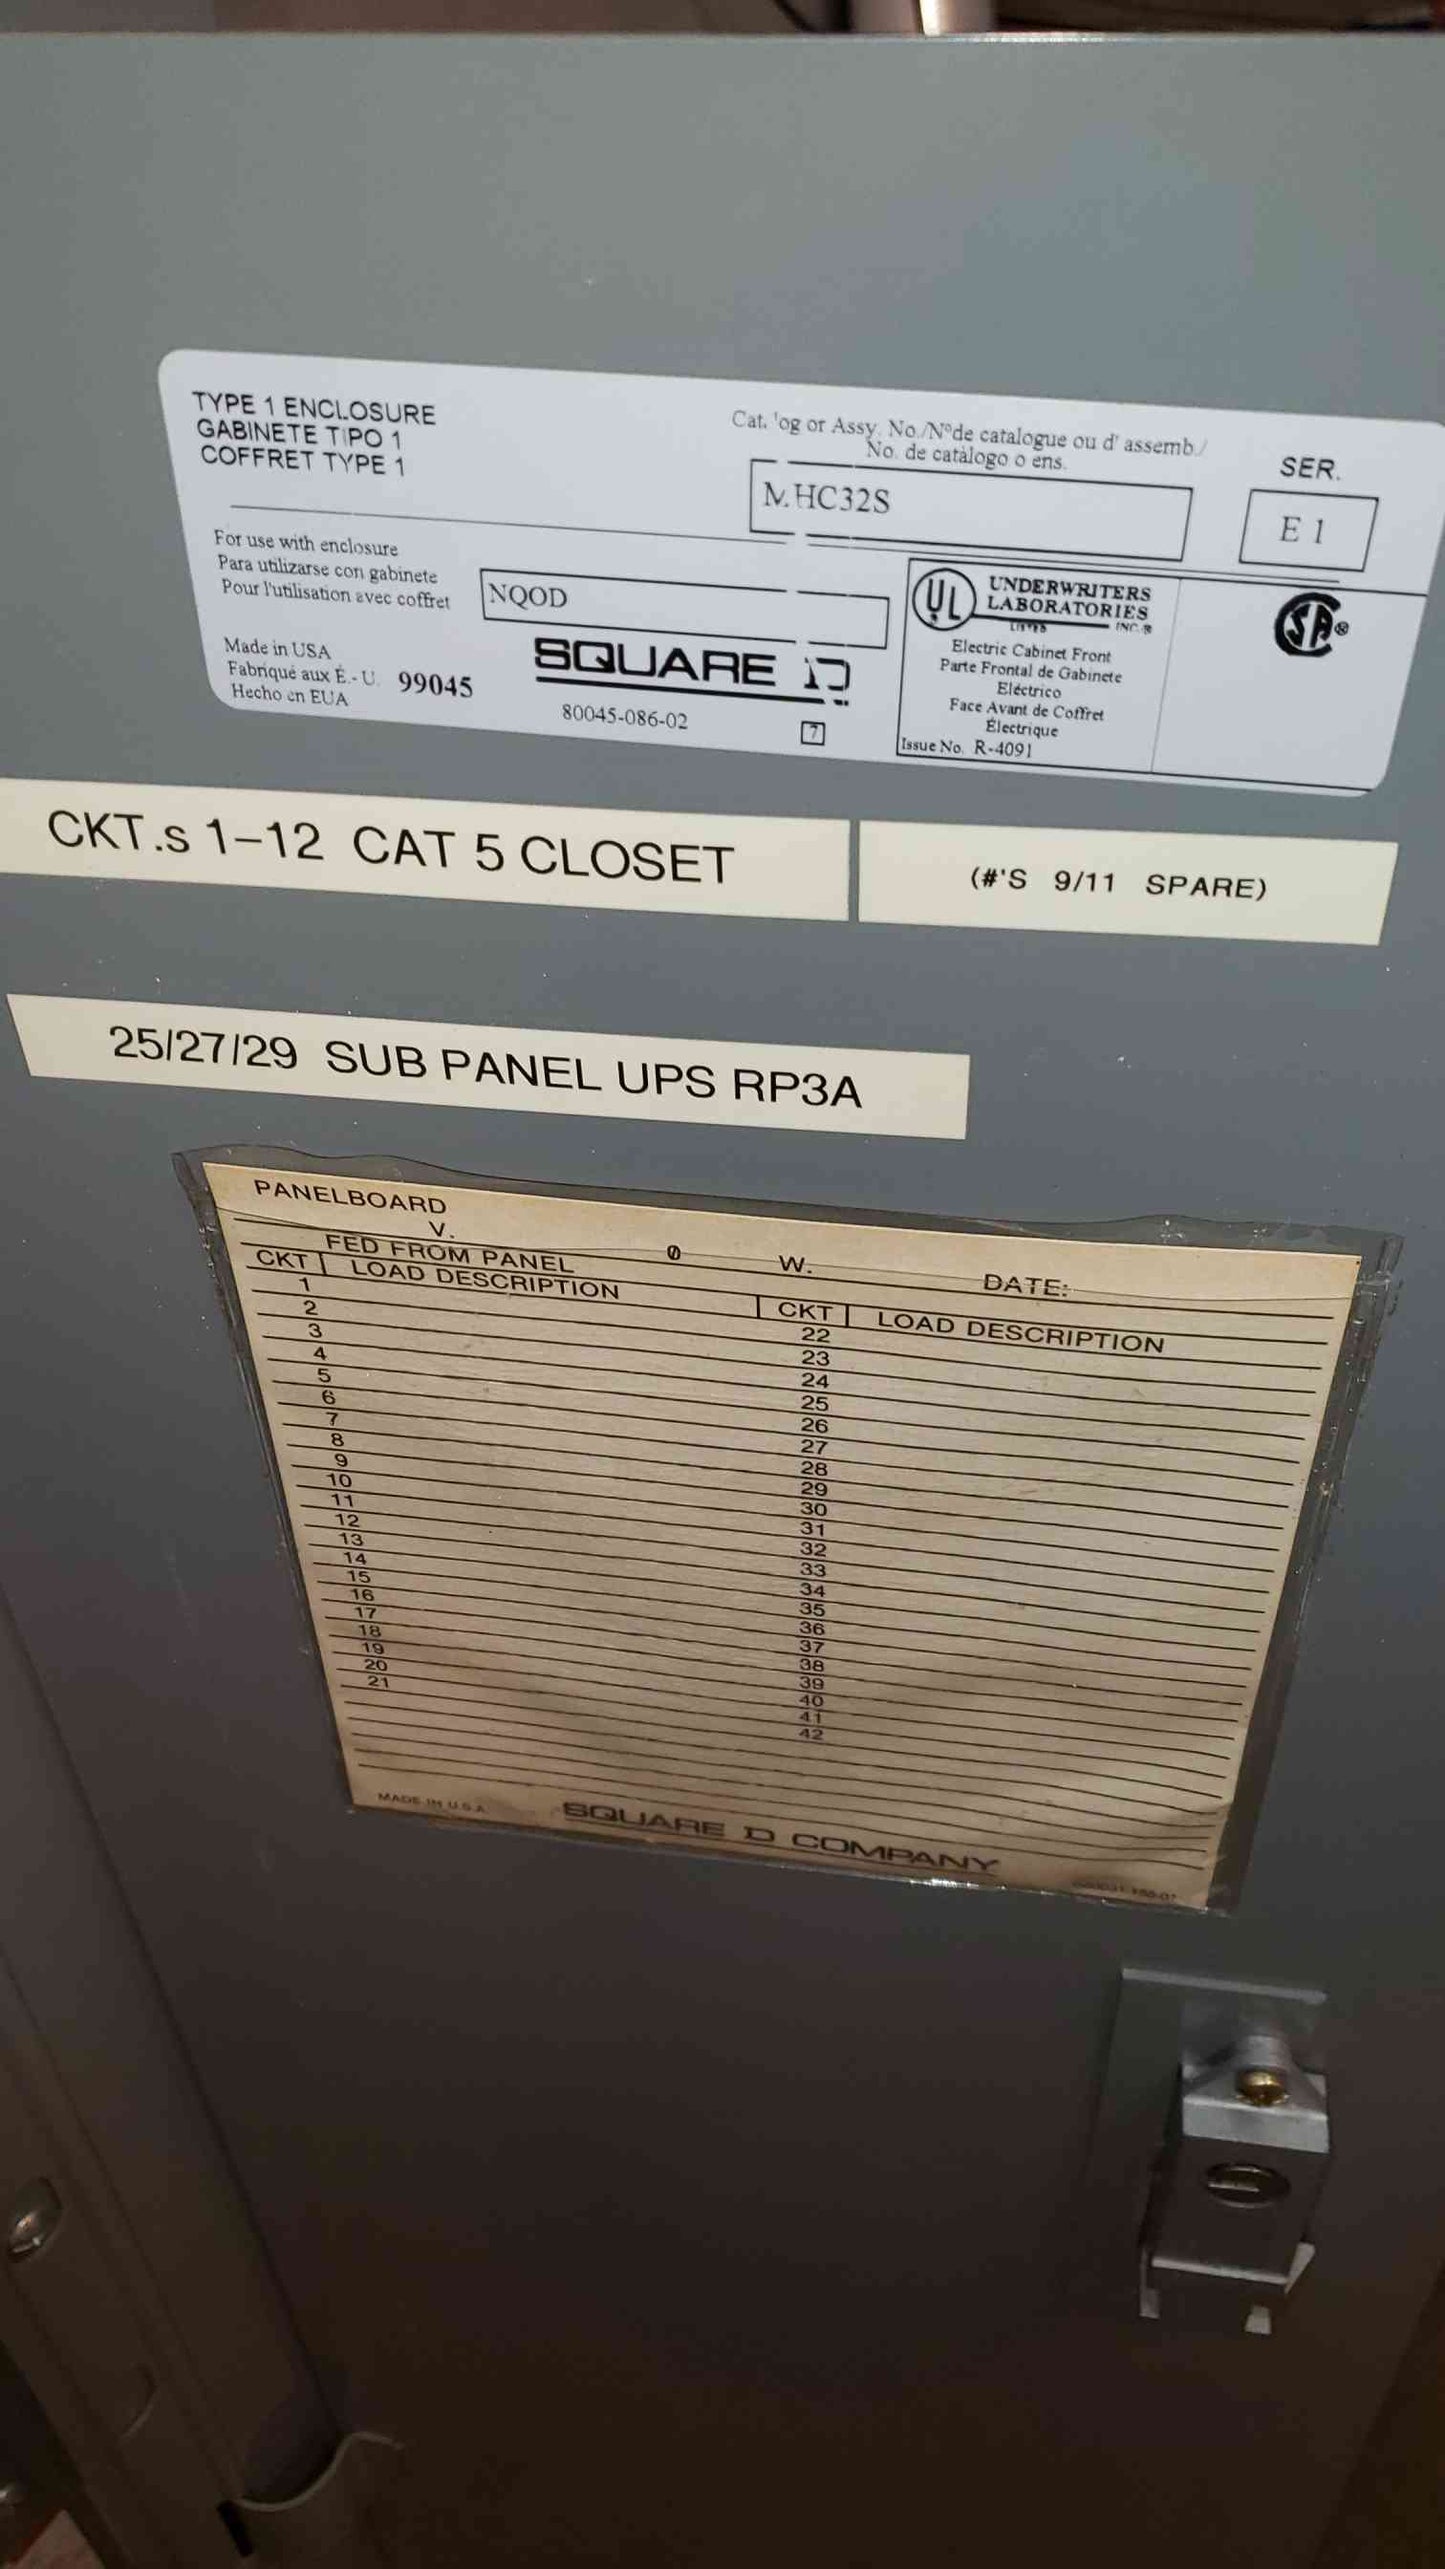 TYPE 1 ENCLOSURE
GABINETE TIPO 1
COFFRET TYPE 1
Cat. 'og or Assy. No./Nºde catalogue ou d' assemb./
No. de catálogo o ens.
M.HC32S
SER.
E 1
For use with enclosure
Para utilizarse con gabinete
Pour l'utilisation avec coffret
NQOD
Made in USA
Fabriqué aux É.- U.
Hecho en EUA
99045
SQUARE D
80045-086-02
7
UL
UNDERWRITERS
LABORATORIES
LISTED INC.®
Electric Cabinet Front
Parte Frontal de Gabinete
Eléctrico
Face Avant de Coffret
Électrique
Issue No. R-4091
SA®
CKT.s 1-12 CAT 5 CLOSET
(#'S 9/11 SPARE)
25/27/29 SUB PANEL UPS RP3A
PANELBOARD
V. Ø W. DATE:
FED FROM PANEL
CKT LOAD DESCRIPTION CKT LOAD DESCRIPTION
1 22
2 23
3 24
4 25
5 26
6 27
7 28
8 29
9 30
10 31
11 32
12 33
13 34
14 35
15 36
16 37
17 38
18 39
19 40
20 41
21 42
MADE IN U.S.A.
SQUARE D COMPANY